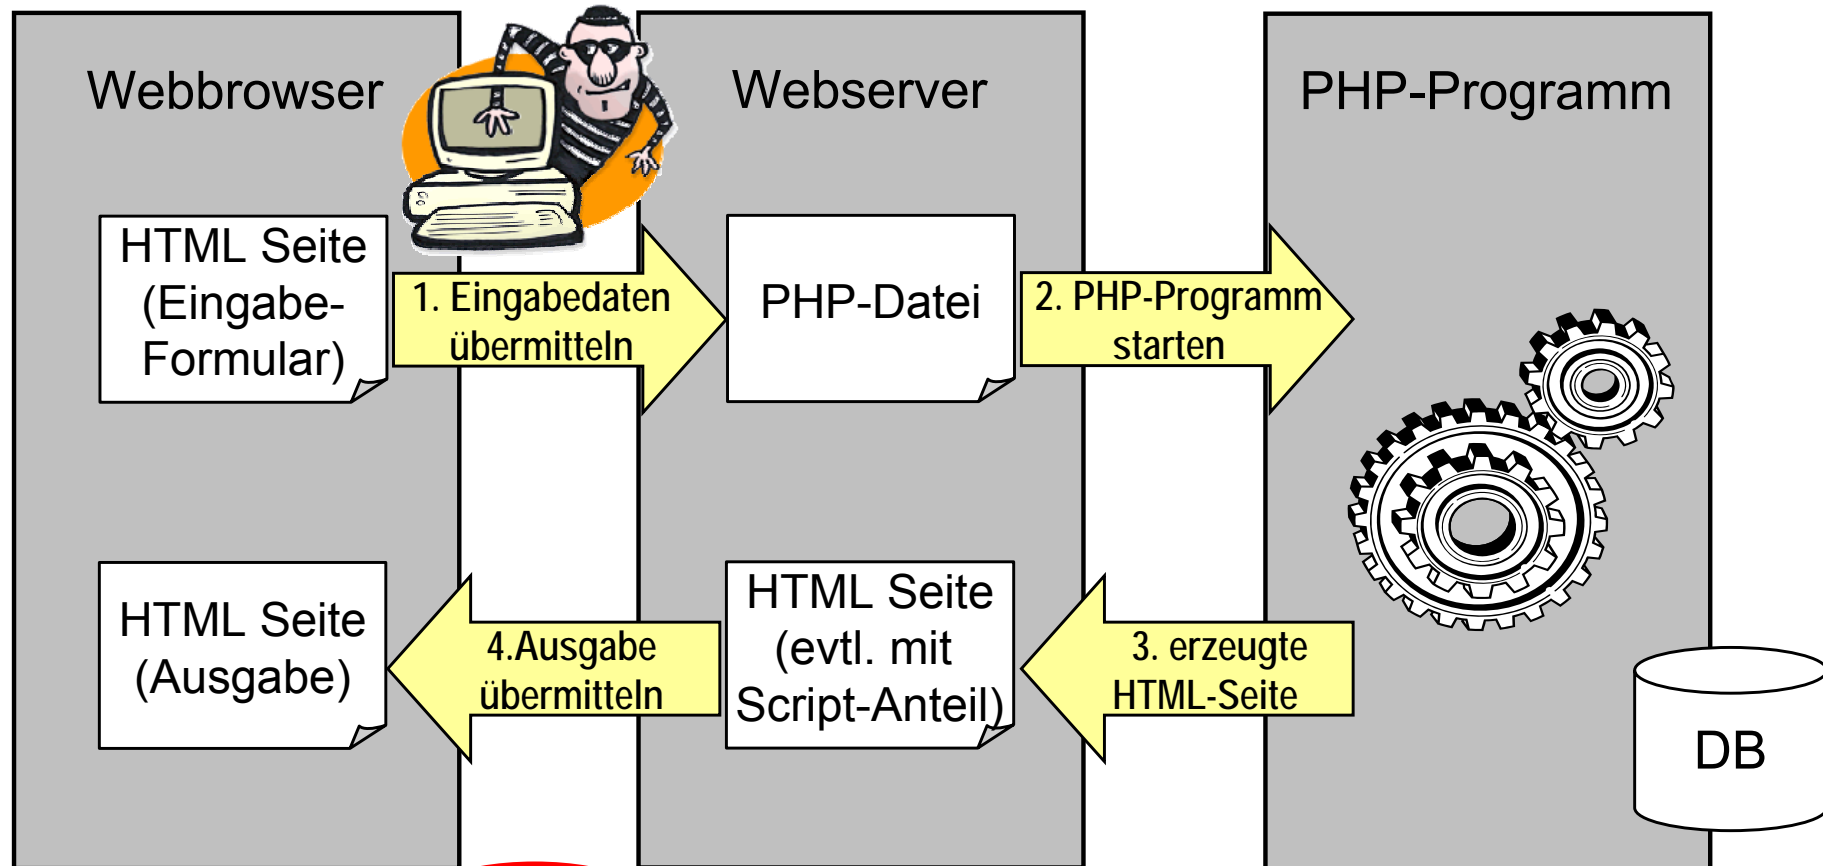 Webbrowser
Webserver
PHP-Programm
HTML Seite
(Eingabe-
Formular)
1. Eingabedaten
übermitteln
PHP-Datei
2. PHP-Programm
starten
HTML Seite
(Ausgabe)
4.Ausgabe
übermitteln
HTML Seite
(evtl. mit
Script-Anteil)
3. erzeugte
HTML-Seite
DB